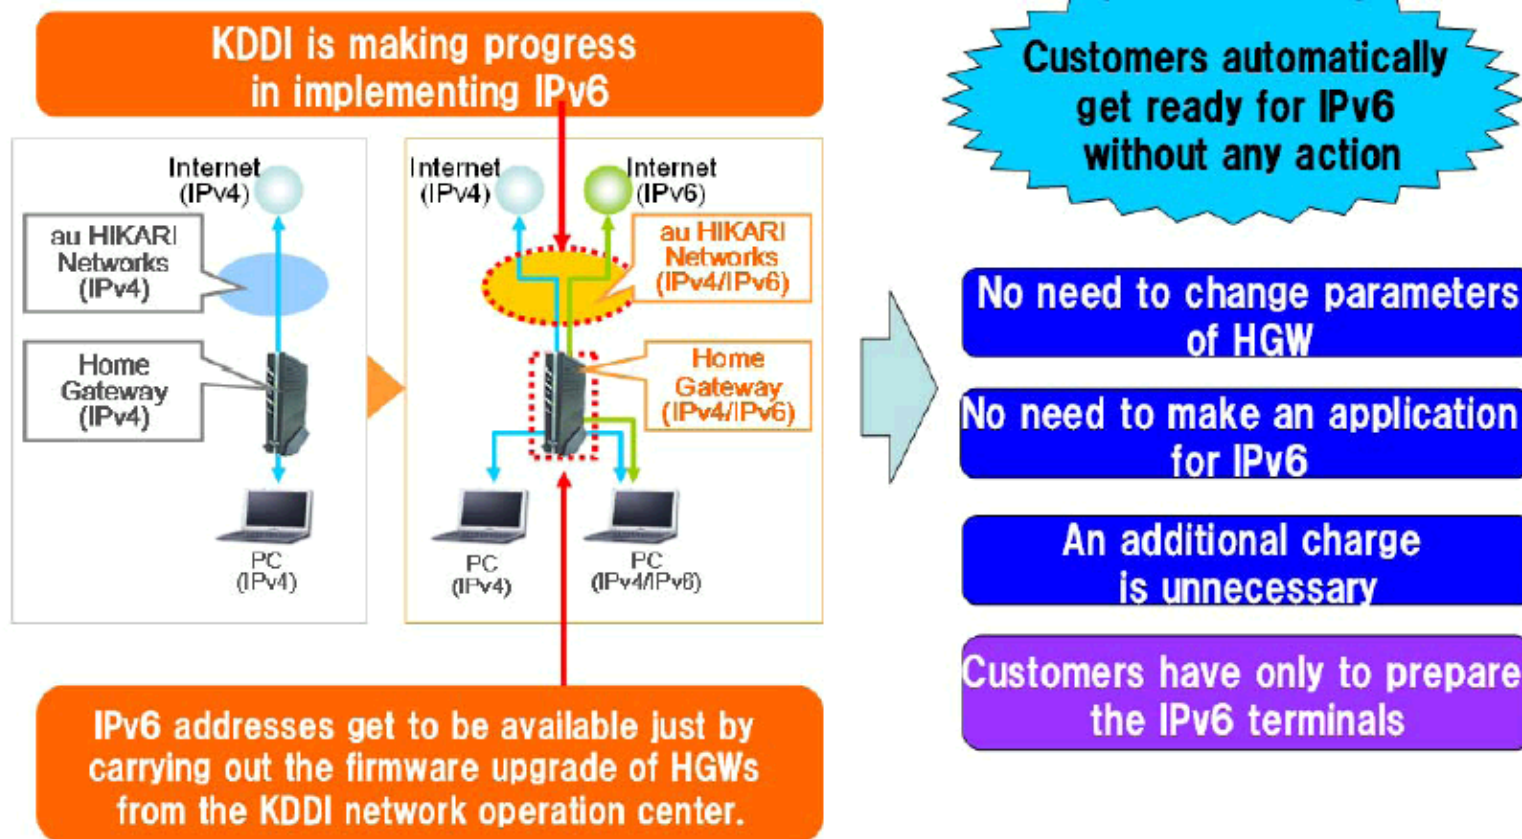 KDDI is making progress
in implementing IPv6
Internet
(IPv4)
au HIKARI
Networks
(IPv4)
Home
Gateway
(IPv4)
PC
(IPv4)
Internet
(IPv4)
Internet
(IPv6)
au HIKARI
Networks
(IPv4/IPv6)
Home
Gateway
(IPv4/IPv6)
PC
(IPv4)
PC
(IPv4/IPv6)
IPv6 addresses get to be available just by
carrying out the firmware upgrade of HGWs
from the KDDI network operation center.
Customers automatically
get ready for IPv6
without any action
No need to change parameters
of HGW
No need to make an application
for IPv6
An additional charge
is unnecessary
Customers have only to prepare
the IPv6 terminals